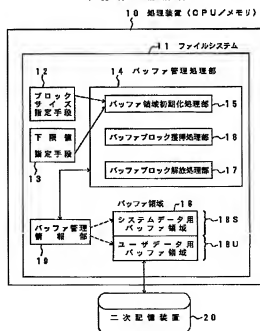 10 処理装置(CPU/メモリ)
11 ファイルシステム
12
ブロック
サイズ
指定手段
14
バッファ管理処理部
バッファ領域初期化処理部
15
下限値
指定手段
13
バッファブロック獲得処理部
16
バッファブロック解放処理部
17
バッファ領域 18
バッファ管理
情報部
19
システムデータ用
バッファ領域
18S
ユーザデータ用
バッファ領域
18U
二次記憶装置
20